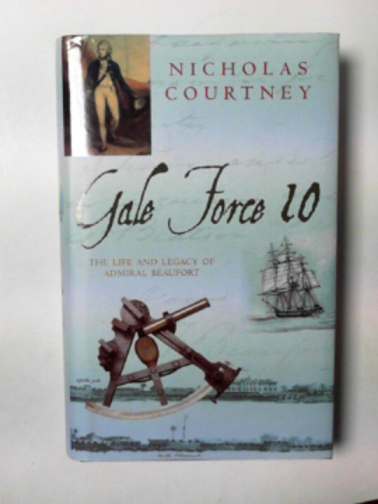 NICHOLAS
COURTNEY
Gale Force 10
THE LIFE AND LEGACY OF
ADMIRAL BEAUFORT